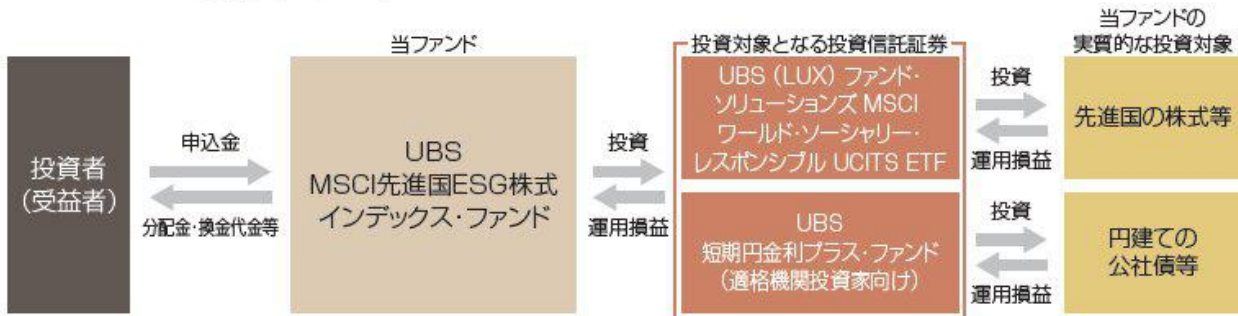 当ファンド
投資対象となる投資信託証券
当ファンドの
実質的な投資対象
投資者
（受益者）
申込金
分配金・換金代金等
UBS
MSCI先進国ESG株式
インデックス・ファンド
投資
運用損益
UBS（LUX）ファンド・
ソリューションズ MSCI
ワールド・ソーシャリー・
レスポンシブル UCITS ETF
投資
運用損益
先進国の株式等
UBS
短期円金利プラス・ファンド
（適格機関投資家向け）
投資
運用損益
円建ての
公社債等